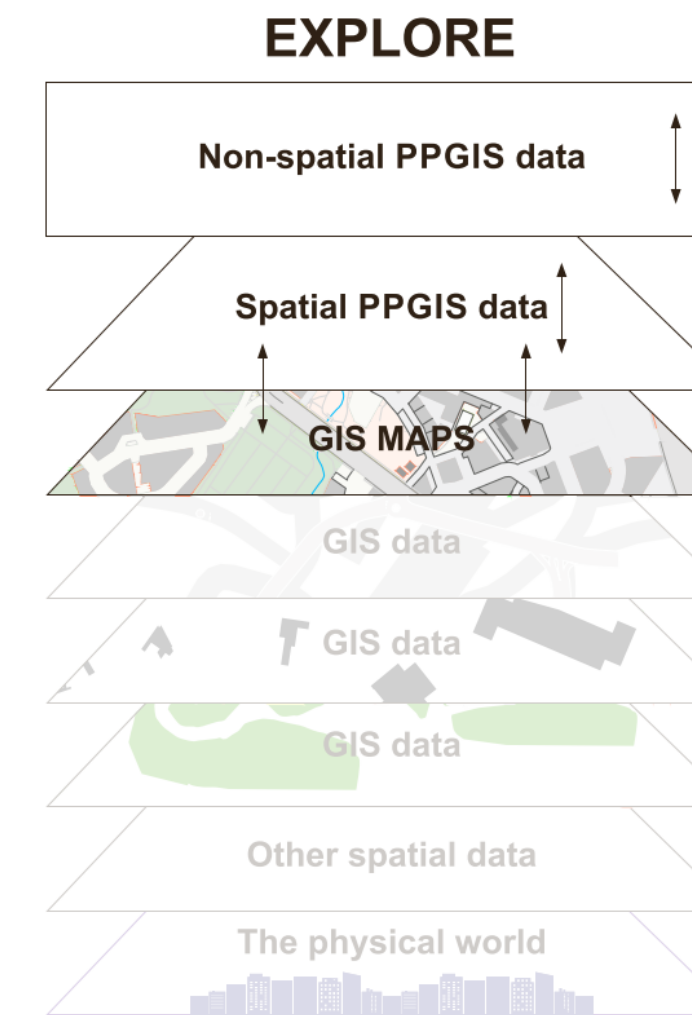 EXPLORE
Non-spatial PPGIS data
Spatial PPGIS data
GIS MAPS
GIS data
GIS data
GIS data
Other spatial data
The physical world